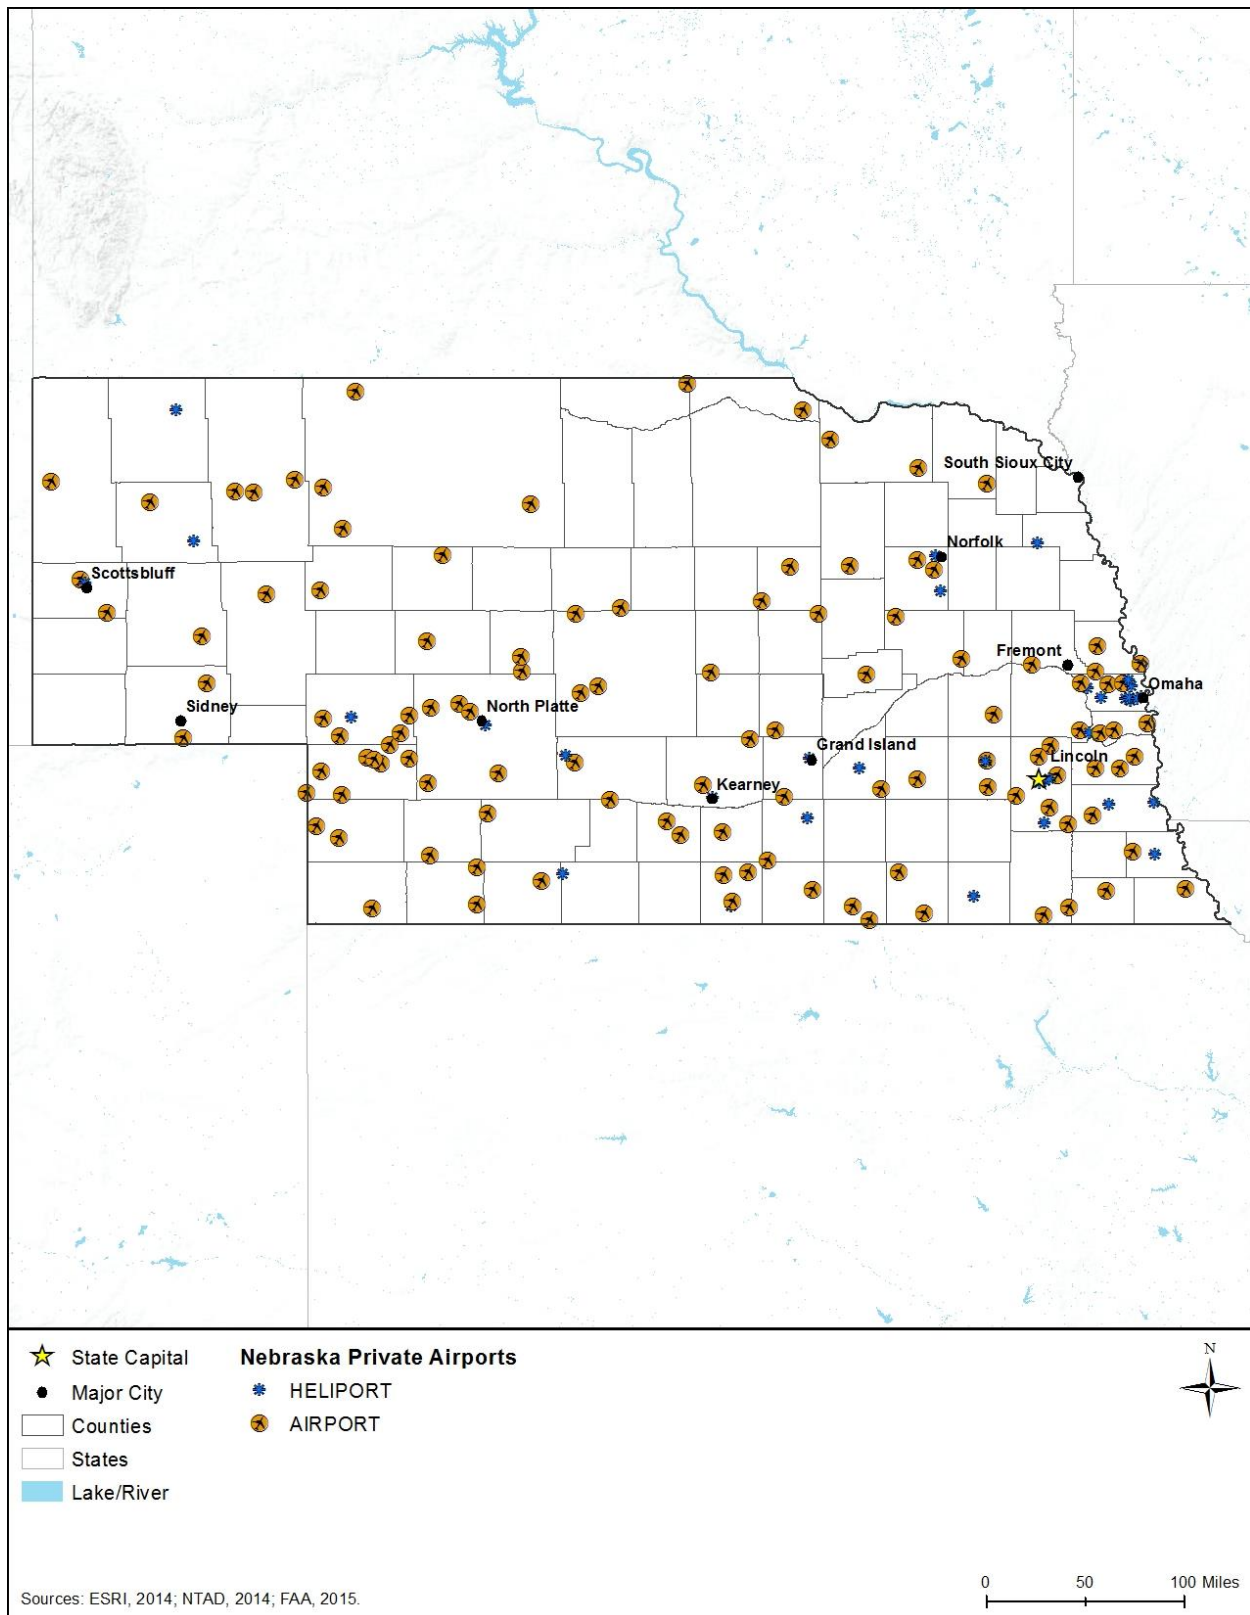 South Sioux City
Norfolk
Scottsbluff
Fremont
Omaha
Sidney
North Platte
Grand Island
Lincoln
Kearney
State Capital
Nebraska Private Airports
N
Major City
HELIPORT
Counties
AIRPORT
States
Lake/River
0 50 100 Miles
Sources: ESRI, 2014; NTAD, 2014; FAA, 2015.